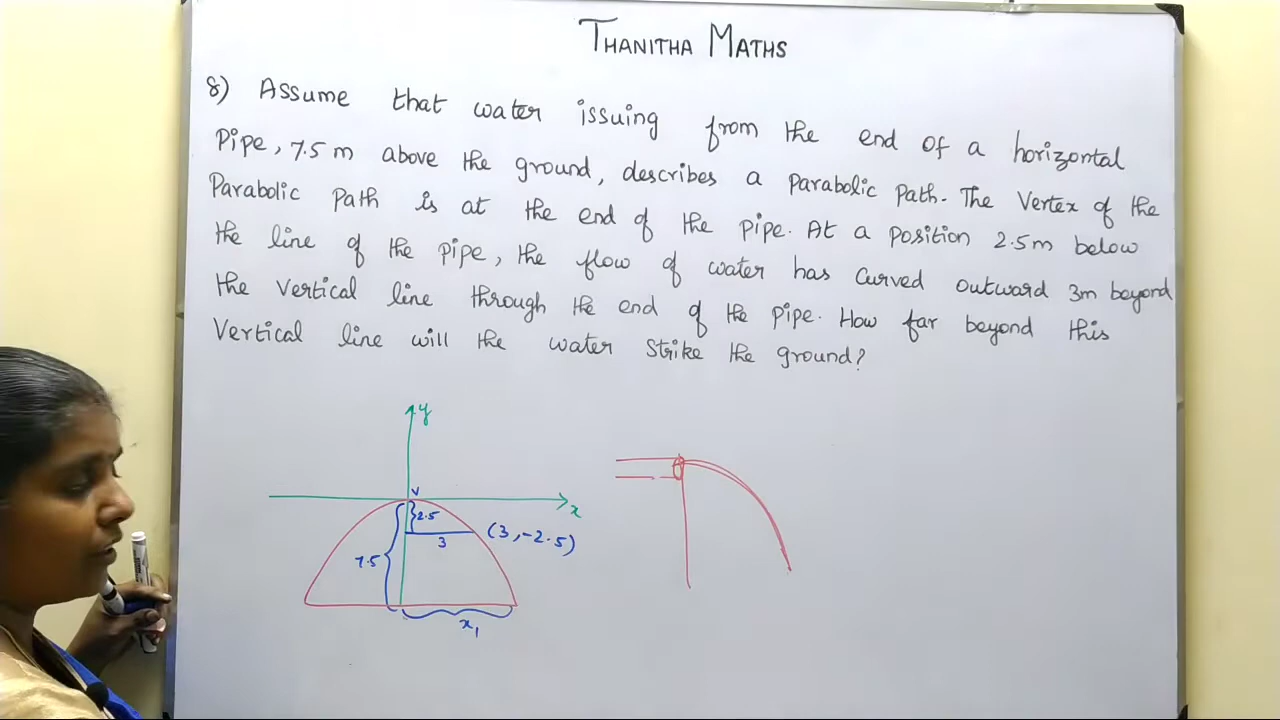 THANITHA MATHS
8) Assume that water issuing from the end of a horizontal
Pipe, 7.5 m above the ground, describes a Parabolic Path. The Vertex of the
Parabolic Path is at the end of the pipe. At a position 2.5m below
the line of the pipe, the flow of water has curved outward 3m beyond
the vertical line through the end of the pipe. How far beyond this
Vertical line will the water strike the ground?
y
V
x
2.5
(3, -2.5)
3
7.5
x1